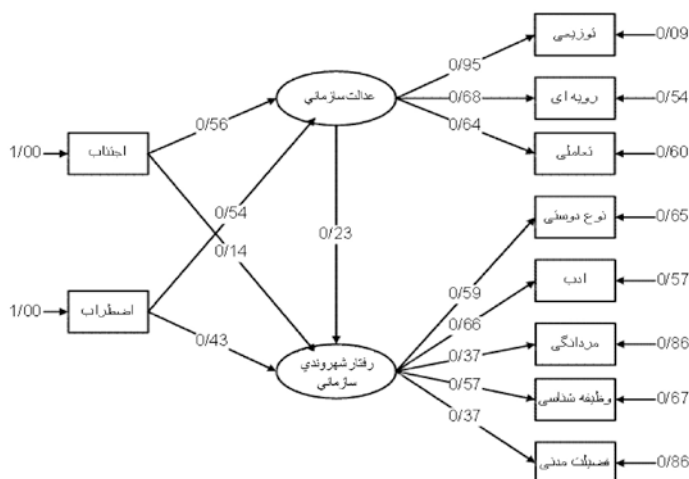 توزیعی
0/09
0/95
عدالت سازماني
0/68
رویه ای
0/54
0/56
0/64
تعاملی
0/60
1/00
اجتناب
0/54
0/14
0/23
نوع دوستی
0/65
0/59
ادب
0/57
0/66
1/00
اضطراب
0/43
رفتار شهروندي
سازماني
0/37
مردانگی
0/86
0/57
وظیفه شناسی
0/67
0/37
فضیلت مدنی
0/86